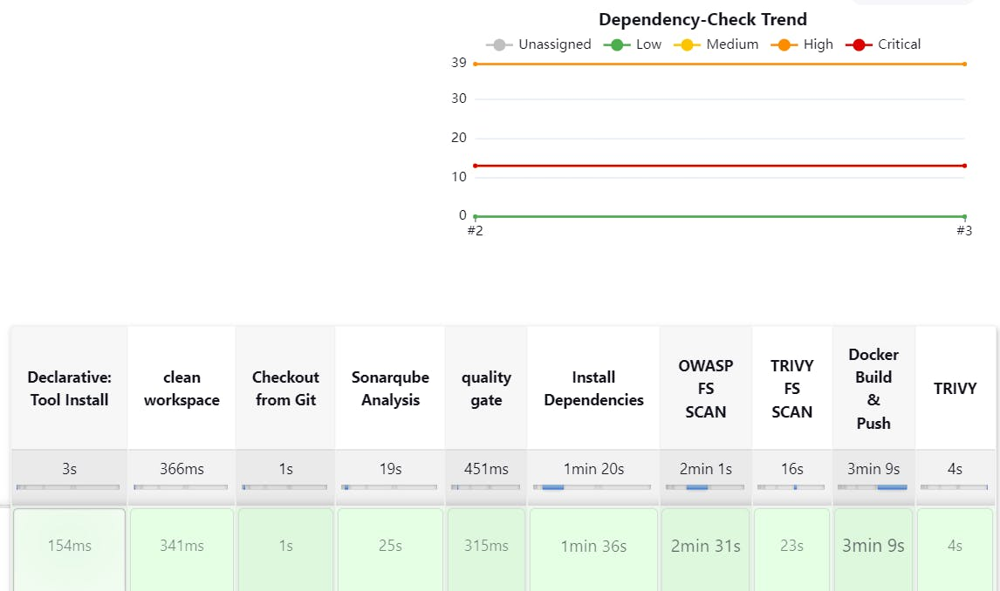 Dependency-Check Trend
Unassigned Low Medium High Critical
39
30
20
10
0
#2 #3
Declarative:
Tool Install
clean
workspace
Checkout
from Git
Sonarqube
Analysis
quality
gate
Install
Dependencies
OWASP
FS
SCAN
TRIVY
FS
SCAN
Docker
Build
&
Push
TRIVY
3s 366ms 1s 19s 451ms 1min 20s 2min 1s 16s 3min 9s 4s
154ms 341ms 1s 25s 315ms 1min 36s 2min 31s 23s 3min 9s 4s